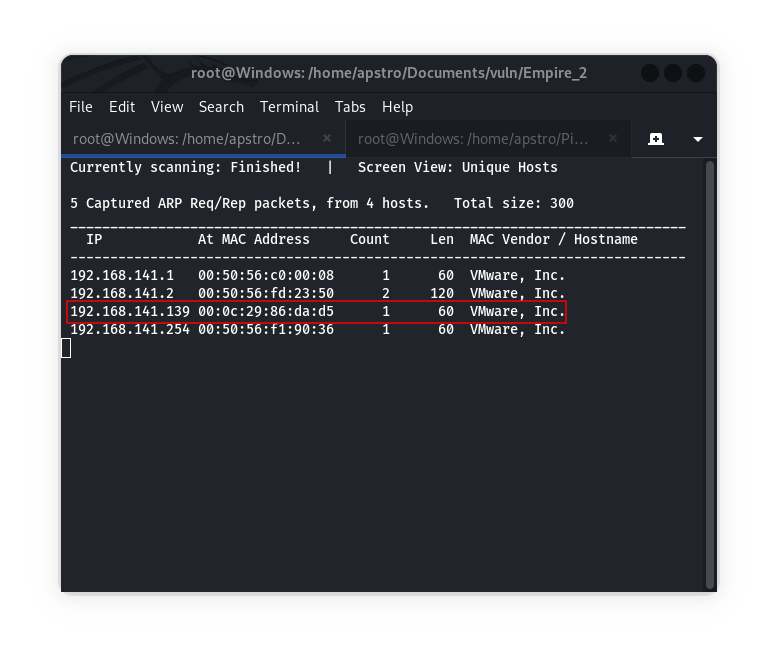 root@Windows: /home/apstro/Documents/vuln/Empire_2
File Edit View Search Terminal Tabs Help
root@Windows: /home/apstro/D... × root@Windows: /home/apstro/Pi... ×
Currently scanning: Finished! | Screen View: Unique Hosts
5 Captured ARP Req/Rep packets, from 4 hosts. Total size: 300
_____________________________________________________________________________
IP At MAC Address Count Len MAC Vendor / Hostname
-----------------------------------------------------------------------------
192.168.141.1 00:50:56:c0:00:08 1 60 VMware, Inc.
192.168.141.2 00:50:56:fd:23:50 2 120 VMware, Inc.
192.168.141.139 00:0c:29:86:da:d5 1 60 VMware, Inc.
192.168.141.254 00:50:56:f1:90:36 1 60 VMware, Inc.